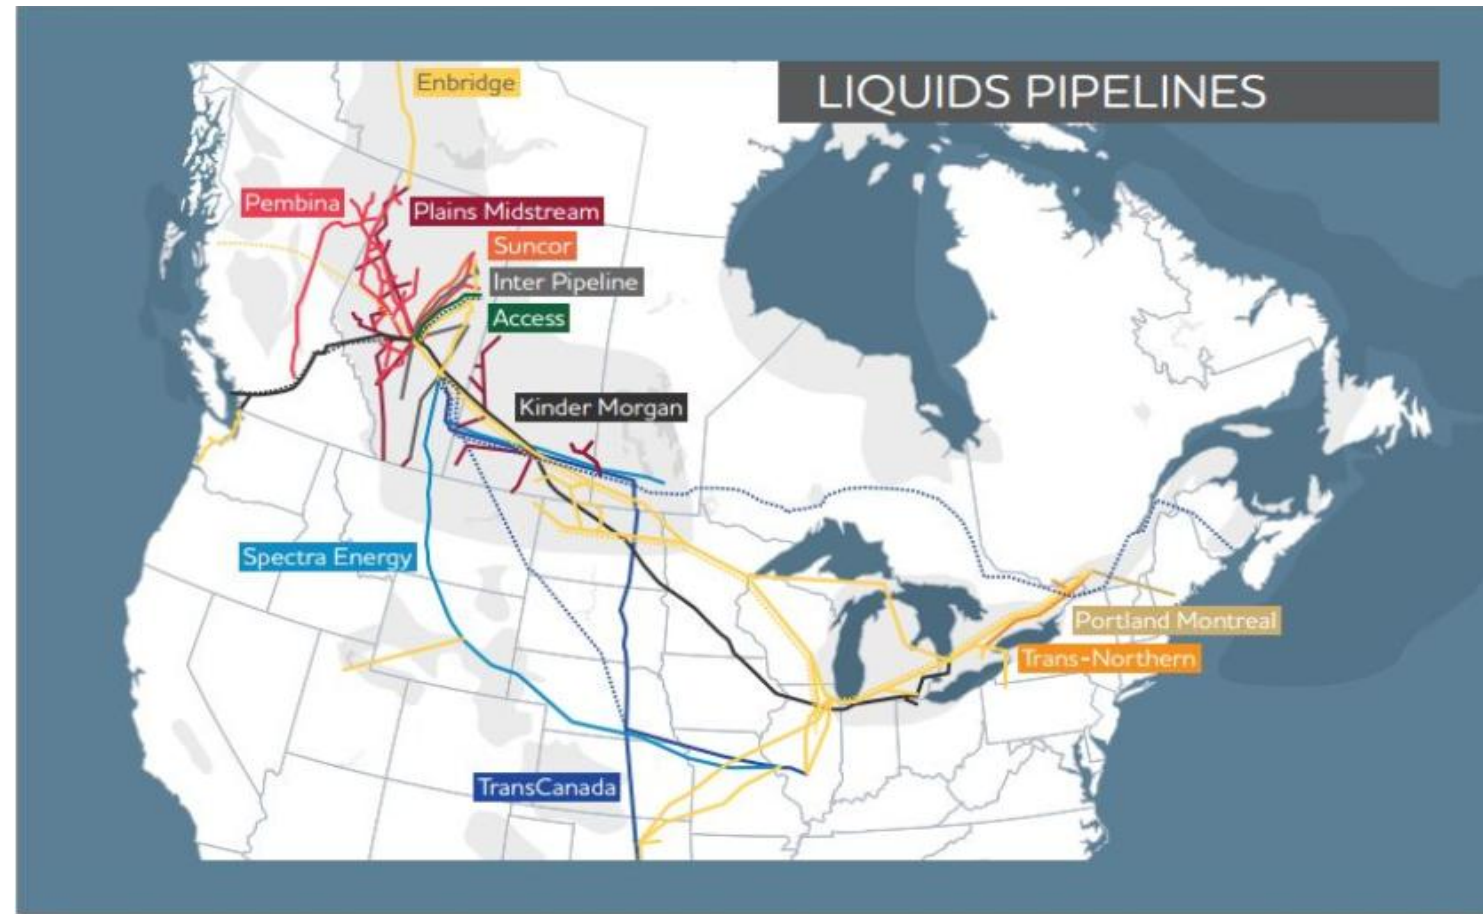 Enbridge
LIQUIDS PIPELINES
Pembina
Plains Midstream
Suncor
Inter Pipeline
Access
Kinder Morgan
Spectra Energy
Portland Montreal
Trans-Northern
TransCanada